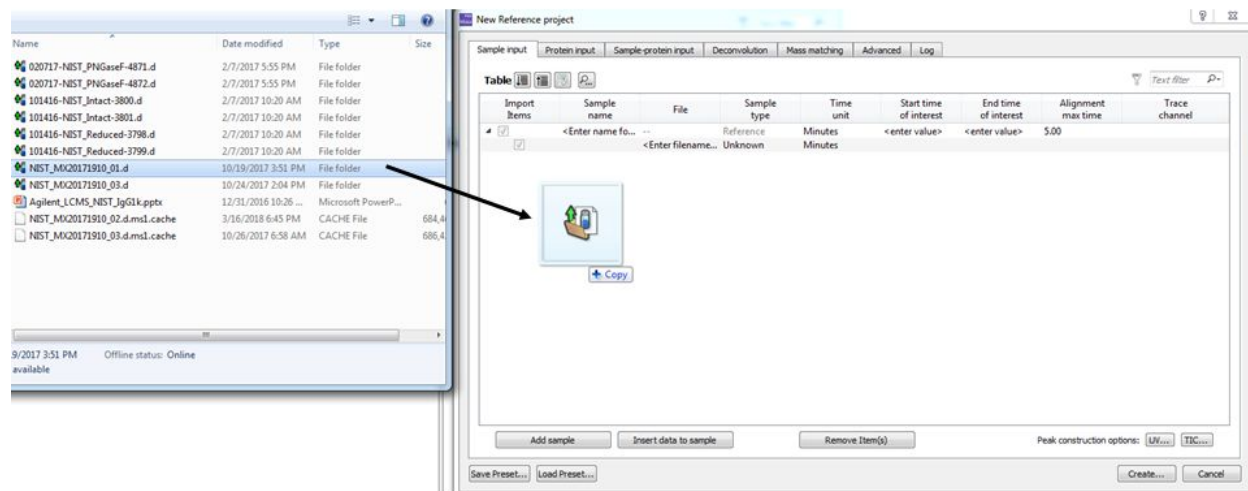 Name Date modified Type Size
020717-NIST_PNGaseF-4871.d 2/7/2017 5:55 PM File folder
020717-NIST_PNGaseF-4872.d 2/7/2017 5:55 PM File folder
101416-NIST_Intact-3800.d 2/7/2017 10:20 AM File folder
101416-NIST_Intact-3801.d 2/7/2017 10:20 AM File folder
101416-NIST_Reduced-3798.d 2/7/2017 10:20 AM File folder
101416-NIST_Reduced-3799.d 2/7/2017 10:20 AM File folder
NIST_MX20171910_01.d 10/19/2017 3:51 PM File folder
NIST_MX20171910_03.d 10/24/2017 2:04 PM File folder
Agilent_LCMS_NIST_IgG1k.pptx 12/31/2016 10:26 ... Microsoft PowerP...
NIST_MX20171910_02.d.ms1.cache 3/16/2018 6:45 PM CACHE File 684,4
NIST_MX20171910_03.d.ms1.cache 10/26/2017 6:58 AM CACHE File 686,4
9/2017 3:51 PM Offline status: Online
available
New Reference project
Sample input Protein input Sample-protein input Deconvolution Mass matching Advanced Log
Table Text filter
Import Items Sample name File Sample type Time unit Start time of interest End time of interest Alignment max time Trace channel
<Enter name fo... -- Reference Minutes <enter value> <enter value> 5.00
<Enter filename... Unknown Minutes
Copy
Add sample Insert data to sample Remove Item(s) Peak construction options: UV... TIC...
Save Preset... Load Preset... Create... Cancel